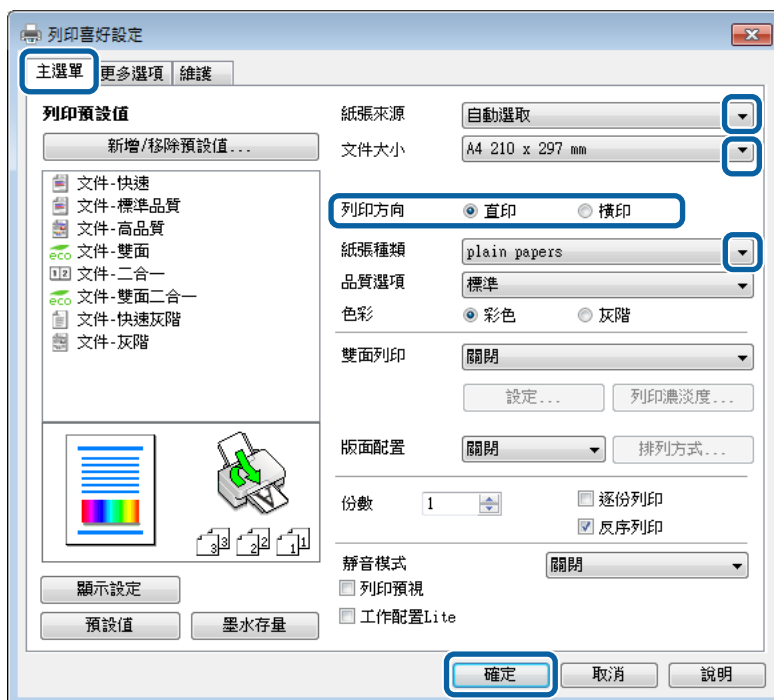 列印喜好設定
主選單 更多選項 維護
列印預設值
新增/移除預設值...
文件-快速
文件-標準品質
文件-高品質
eco 文件-雙面
12 文件-二合一
eco 文件-雙面二合一
文件-快速灰階
文件-灰階
3 3 2 2 1 1
顯示設定
預設值 墨水存量
紙張來源 自動選取
文件大小 A4 210 x 297 mm
列印方向 直印 橫印
紙張種類 plain papers
品質選項 標準
色彩 彩色 灰階
雙面列印 關閉
設定... 列印濃淡度...
版面配置 關閉 排列方式...
份數 1 逐份列印
反序列印
靜音模式 關閉
列印預視
工作配置Lite
確定 取消 說明